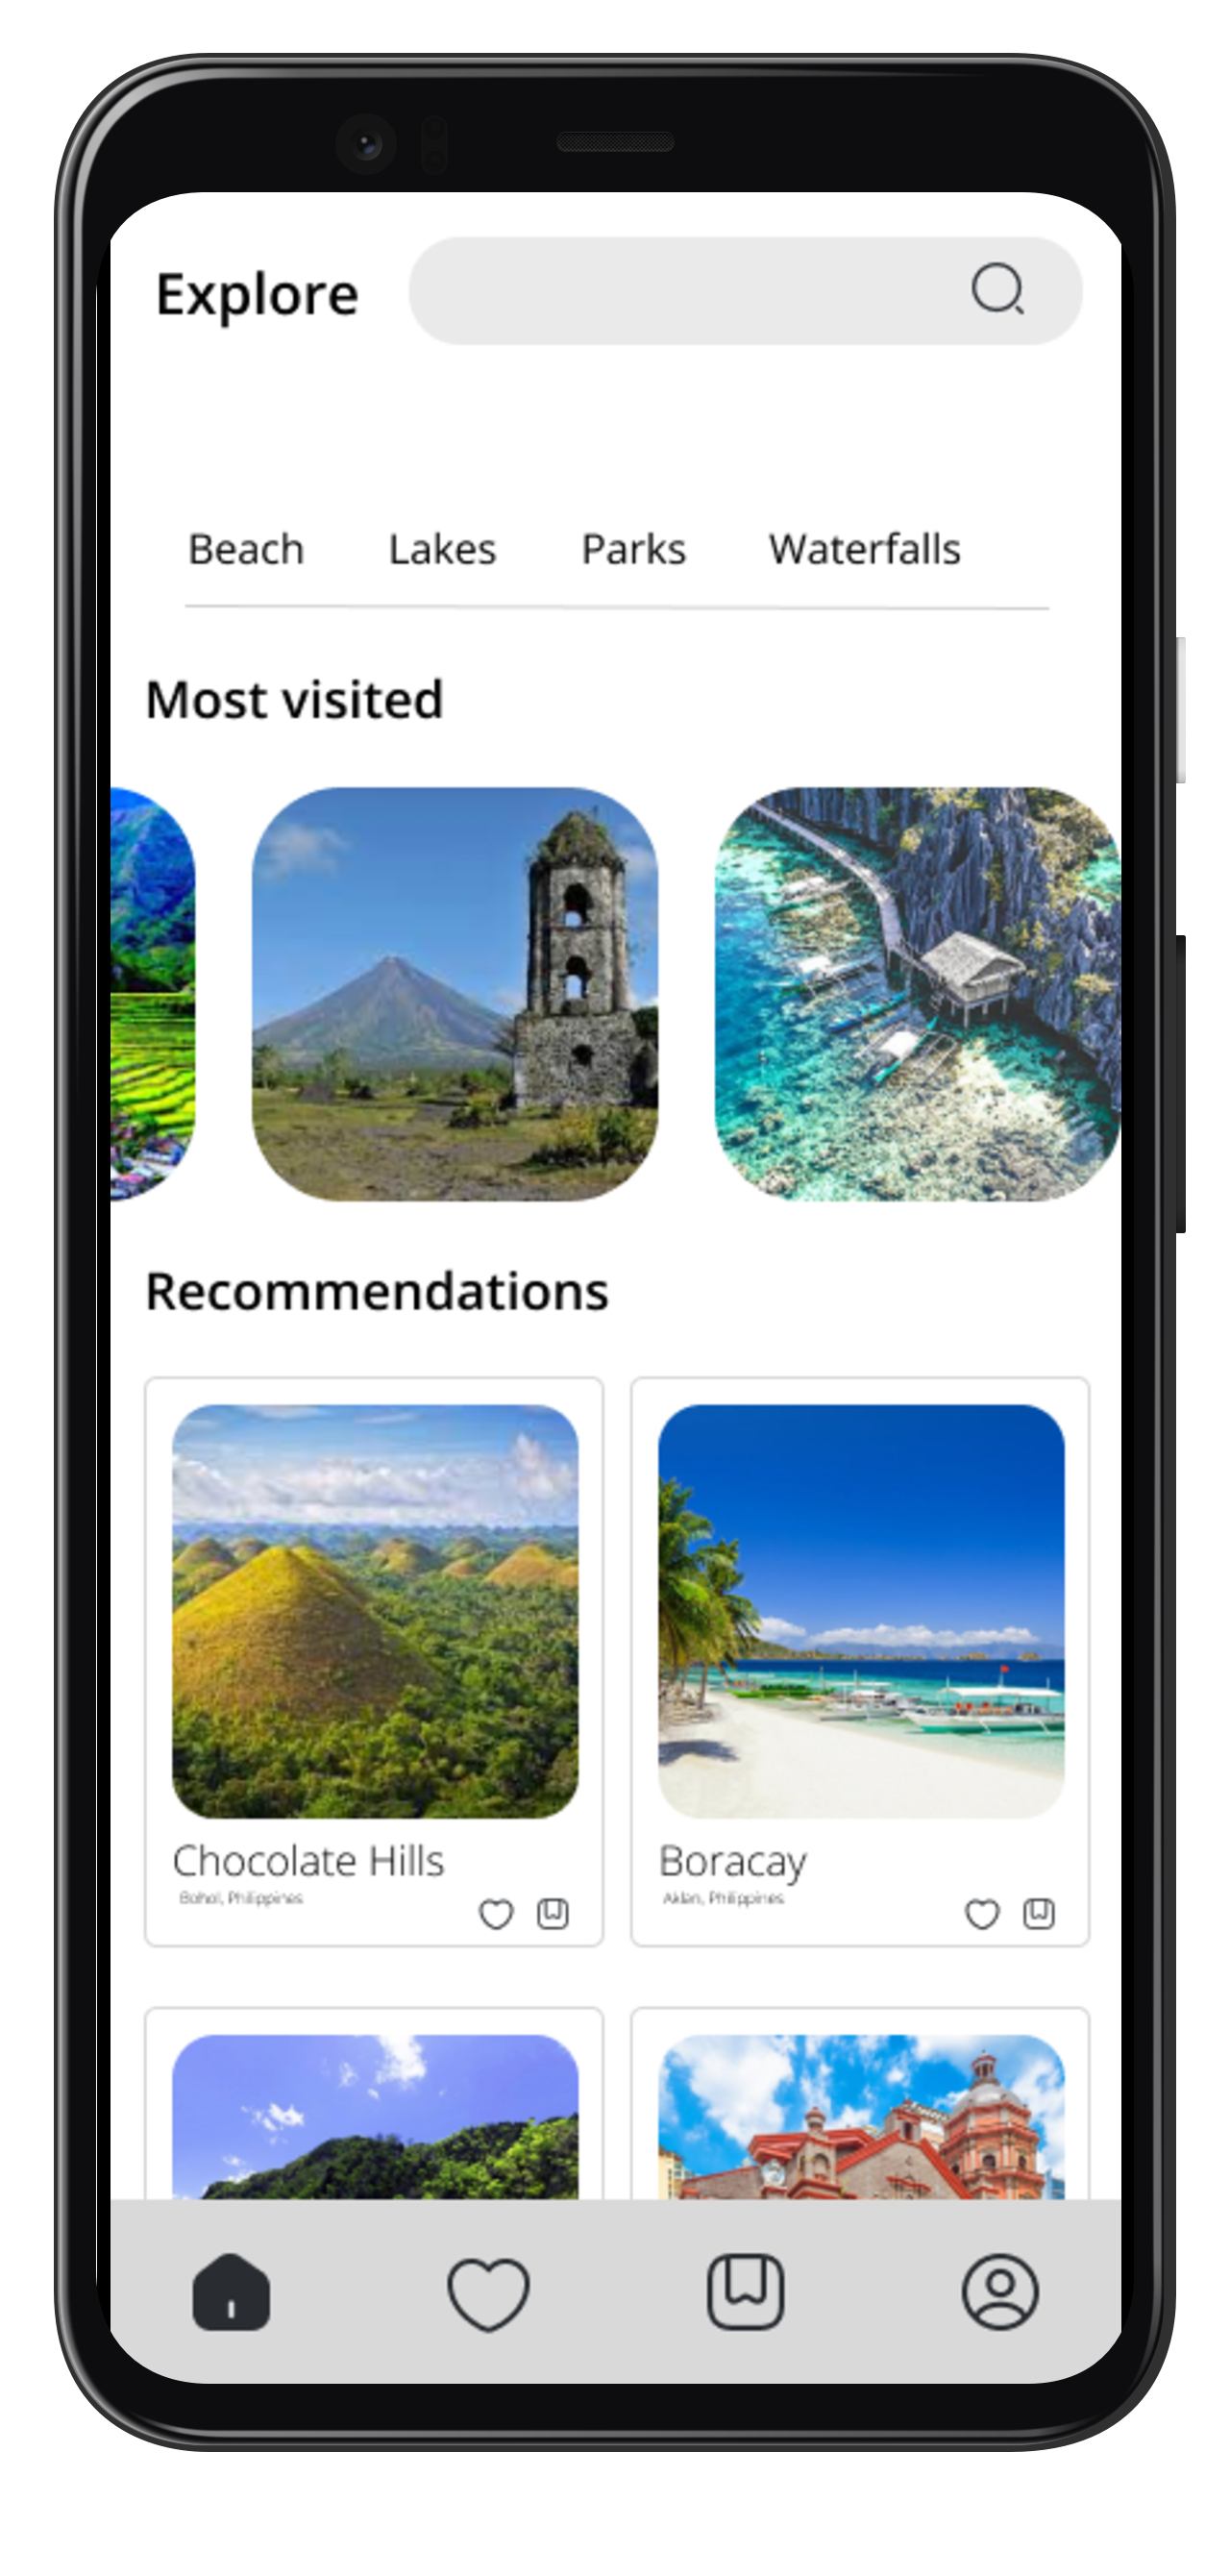 Explore
Beach Lakes Parks Waterfalls
Most visited
Recommendations
Chocolate Hills Boracay
Bohol, Philippines Aklan, Philippines